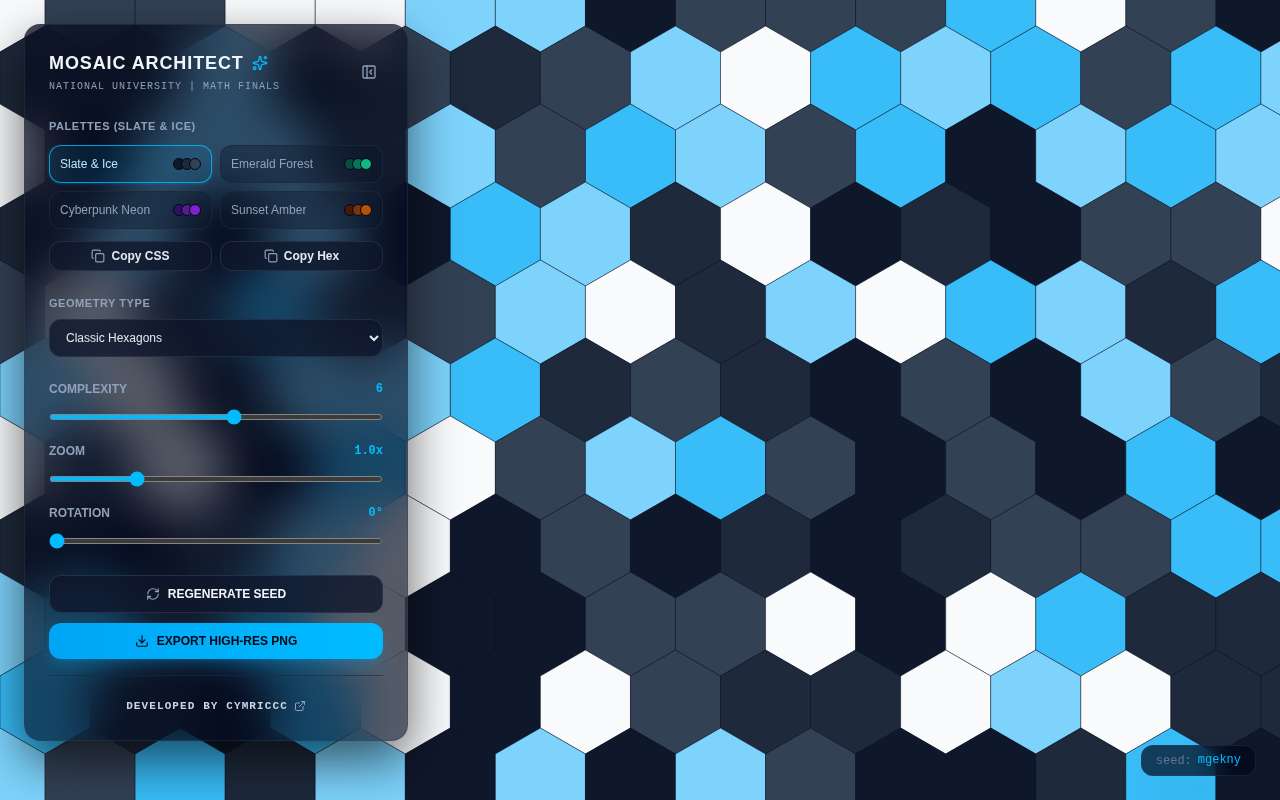 MOSAIC ARCHITECT
NATIONAL UNIVERSITY | MATH FINALS
PALETTES (SLATE & ICE)
Slate & Ice
Emerald Forest
Cyberpunk Neon
Sunset Amber
Copy CSS
Copy Hex
GEOMETRY TYPE
Classic Hexagons
COMPLEXITY 6
ZOOM 1.0x
ROTATION 0°
REGENERATE SEED
EXPORT HIGH-RES PNG
DEVELOPED BY CYMRICCC
seed: mgekny